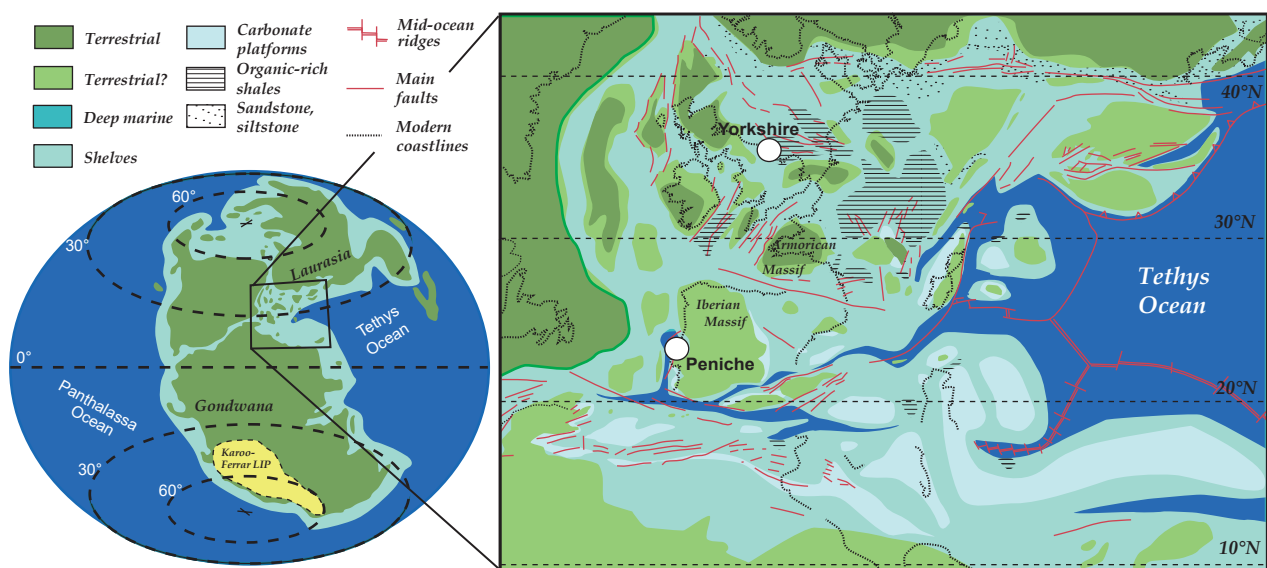 Terrestrial
Terrestrial?
Deep marine
Shelves
Carbonate
platforms
Organic-rich
shales
Sandstone,
siltstone
Mid-ocean
ridges
Main
faults
Modern
coastlines
60°
30°
Laurasia
Tethys
Ocean
0°
Panthalassa
Ocean
Gondwana
Karoo-
Ferrar LIP
30°
60°
40°N
Yorkshire
30°N
Armorican
Massif
Tethys
Ocean
Iberian
Massif
Peniche
20°N
10°N